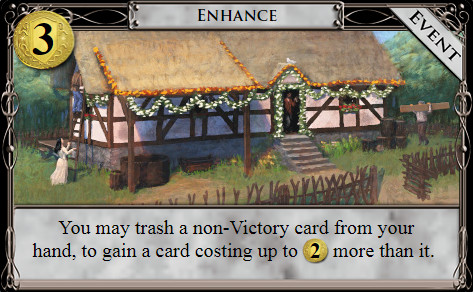 3
ENHANCE
EVENT
You may trash a non-Victory card from your
hand, to gain a card costing up to 2 more than it.